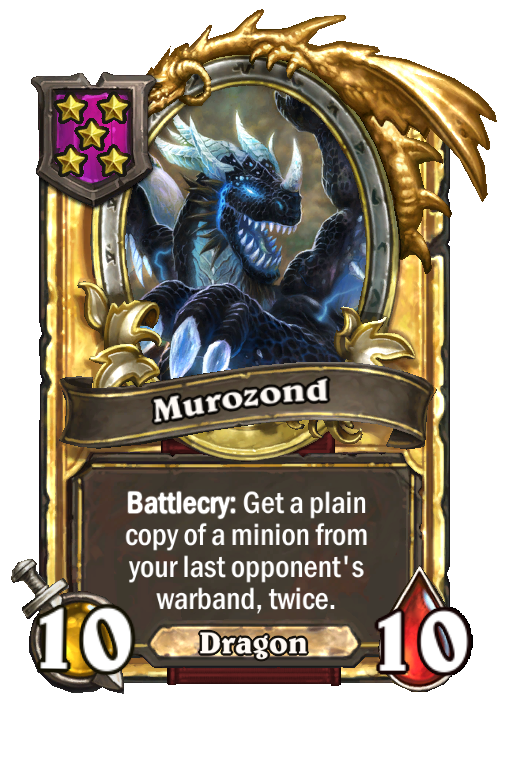 Murozond
Battlecry: Get a plain
copy of a minion from
your last opponent's
warband, twice.
10
Dragon
10